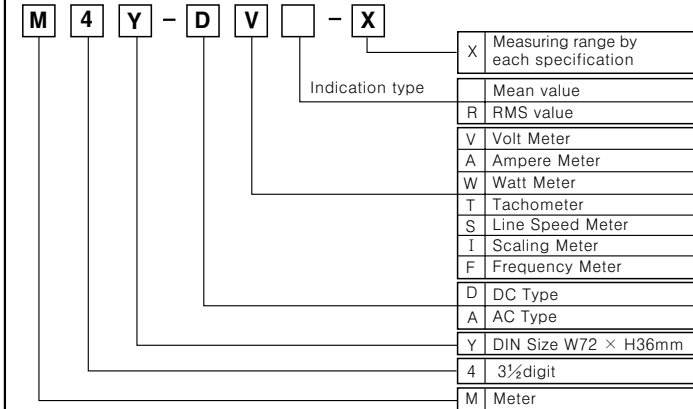 M 4 Y - D V - X
X Measuring range by
each specification
Indication type
Mean value
R RMS value
V Volt Meter
A Ampere Meter
W Watt Meter
T Tachometer
S Line Speed Meter
I Scaling Meter
F Frequency Meter
D DC Type
A AC Type
Y DIN Size W72 × H36mm
4 3½digit
M Meter